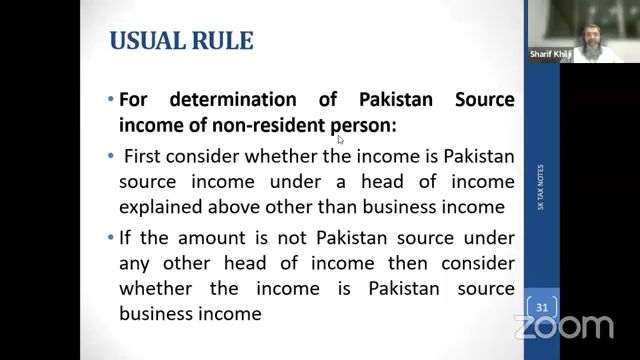 USUAL RULE
Sharif Khilji
• For determination of Pakistan Source
income of non-resident person:
• First consider whether the income is Pakistan
source income under a head of income
explained above other than business income
• If the amount is not Pakistan source under
any other head of income then consider
whether the income is Pakistan source
business income
SK TAX NOTES
31
zoom